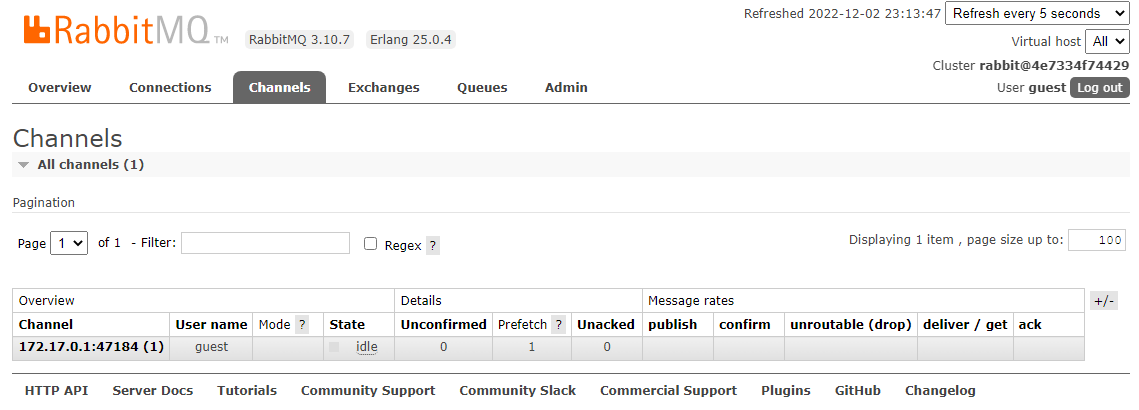 Refreshed 2022-12-02 23:13:47 Refresh every 5 seconds
RabbitMQ TM RabbitMQ 3.10.7 Erlang 25.0.4
Virtual host All
Cluster rabbit@4e7334f74429
User guest Log out
Overview Connections Channels Exchanges Queues Admin
Channels
All channels (1)
Pagination
Page 1 of 1 - Filter: Regex ? Displaying 1 item , page size up to: 100
Overview Details Message rates +/-
Channel User name Mode ? State Unconfirmed Prefetch ? Unacked publish confirm unroutable (drop) deliver / get ack
172.17.0.1:47184 (1) guest idle 0 1 0
HTTP API Server Docs Tutorials Community Support Community Slack Commercial Support Plugins GitHub Changelog